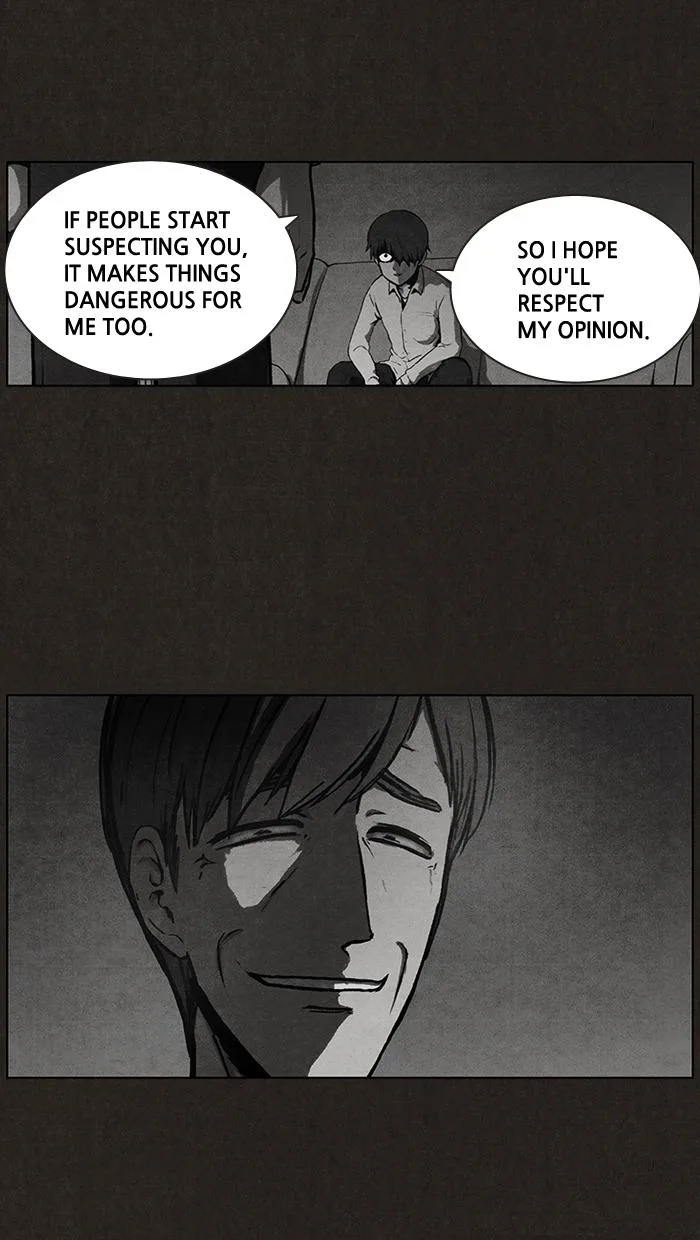 IF PEOPLE START
SUSPECTING YOU,
IT MAKES THINGS
DANGEROUS FOR
ME TOO.
SO I HOPE
YOU'LL
RESPECT
MY OPINION.